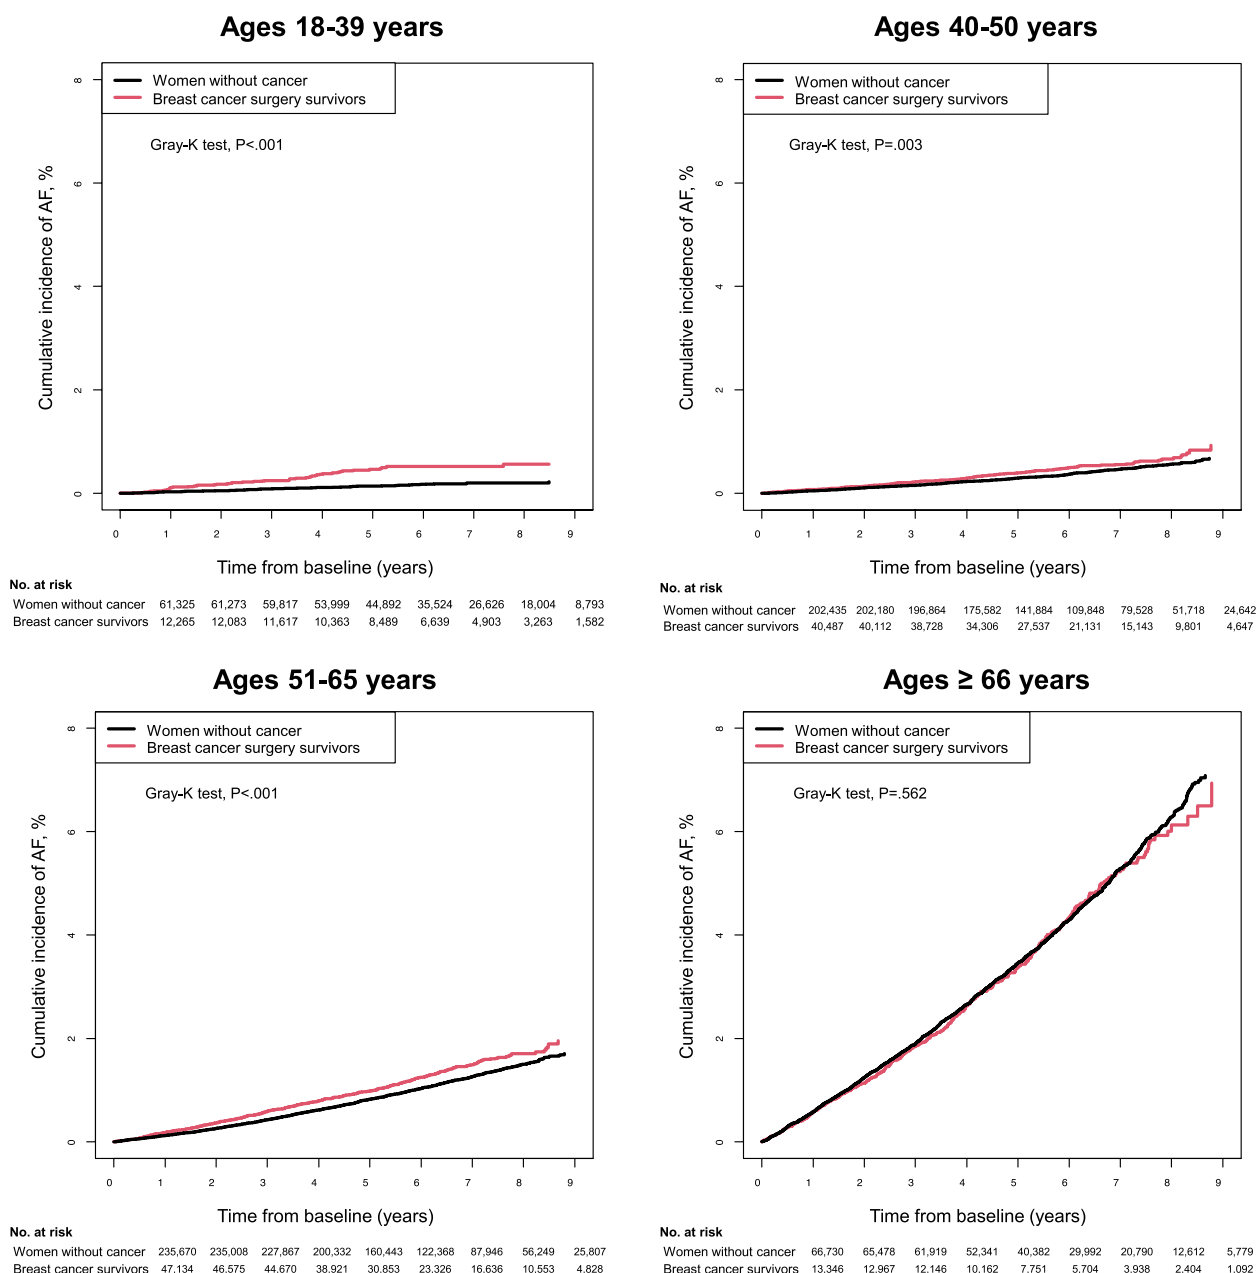 Ages 18-39 years
Women without cancer
Breast cancer surgery survivors
Gray-K test, P<.001
Cumulative incidence of AF, %
8
6
4
2
0
0 1 2 3 4 5 6 7 8 9
Time from baseline (years)
No. at risk
Women without cancer 61,325 61,273 59,817 53,999 44,892 35,524 26,626 18,004 8,793
Breast cancer survivors 12,265 12,083 11,617 10,363 8,489 6,639 4,903 3,263 1,582
Ages 40-50 years
Women without cancer
Breast cancer surgery survivors
Gray-K test, P=.003
Cumulative incidence of AF, %
8
6
4
2
0
0 1 2 3 4 5 6 7 8 9
Time from baseline (years)
No. at risk
Women without cancer 202,435 202,180 196,864 175,582 141,884 109,848 79,528 51,718 24,642
Breast cancer survivors 40,487 40,112 38,728 34,306 27,537 21,131 15,143 9,801 4,647
Ages 51-65 years
Women without cancer
Breast cancer surgery survivors
Gray-K test, P<.001
Cumulative incidence of AF, %
8
6
4
2
0
0 1 2 3 4 5 6 7 8 9
Time from baseline (years)
No. at risk
Women without cancer 235,670 235,008 227,867 200,332 160,443 122,368 87,946 56,249 25,807
Breast cancer survivors 47,134 46,575 44,670 38,921 30,853 23,326 16,636 10,553 4,828
Ages ≥ 66 years
Women without cancer
Breast cancer surgery survivors
Gray-K test, P=.562
Cumulative incidence of AF, %
8
6
4
2
0
0 1 2 3 4 5 6 7 8 9
Time from baseline (years)
No. at risk
Women without cancer 66,730 65,478 61,919 52,341 40,382 29,992 20,790 12,612 5,779
Breast cancer survivors 13,346 12,967 12,146 10,162 7,751 5,704 3,938 2,404 1,092